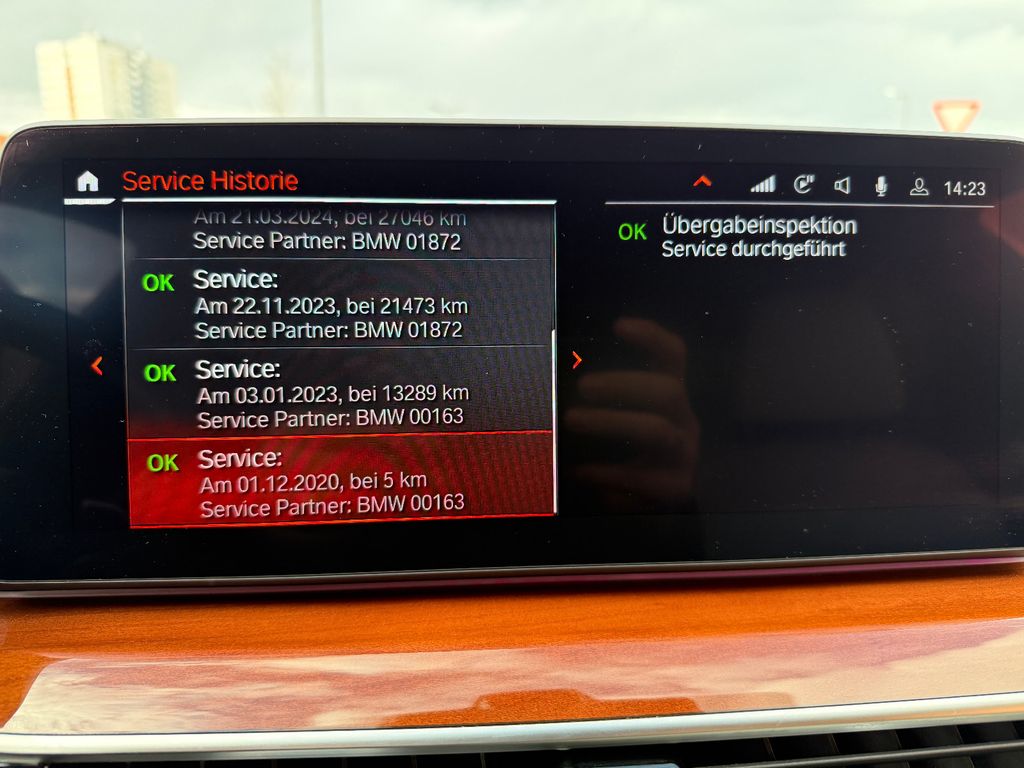 Service Historie
14:23
Am 21.03.2024, bei 27046 km
Service Partner: BMW 01872
OK Service:
Am 22.11.2023, bei 21473 km
Service Partner: BMW 01872
OK Service:
Am 03.01.2023, bei 13289 km
Service Partner: BMW 00163
OK Service:
Am 01.12.2020, bei 5 km
Service Partner: BMW 00163
OK Übergabeinspektion
Service durchgeführt